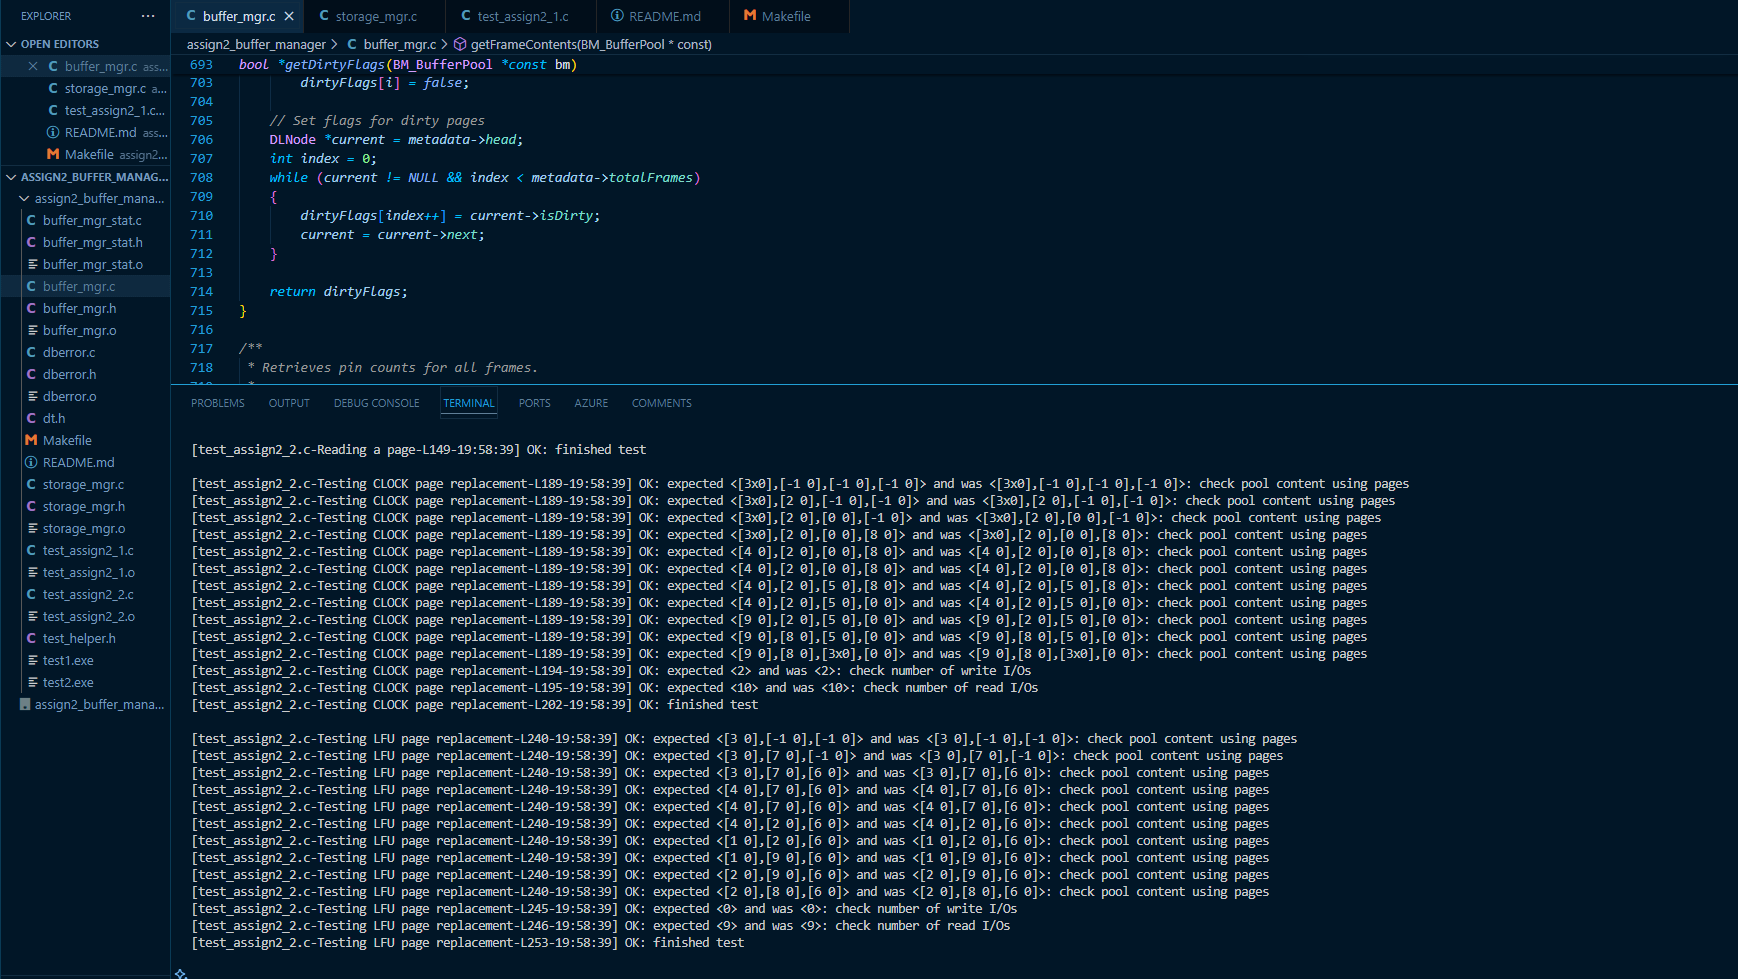 EXPLORER
···
OPEN EDITORS
buffer_mgr.c ass...
storage_mgr.c a...
test_assign2_1.c...
README.md ass...
Makefile assign2...
ASSIGN2_BUFFER_MANAG...
assign2_buffer_mana...
buffer_mgr_stat.c
buffer_mgr_stat.h
buffer_mgr_stat.o
buffer_mgr.c
buffer_mgr.h
buffer_mgr.o
dberror.c
dberror.h
dberror.o
dt.h
Makefile
README.md
storage_mgr.c
storage_mgr.h
storage_mgr.o
test_assign2_1.c
test_assign2_1.o
test_assign2_2.c
test_assign2_2.o
test_helper.h
test1.exe
test2.exe
assign2_buffer_mana...
buffer_mgr.c
storage_mgr.c
test_assign2_1.c
README.md
Makefile
assign2_buffer_manager > C buffer_mgr.c > getFrameContents(BM_BufferPool * const)
693 bool *getDirtyFlags(BM_BufferPool *const bm)
703 dirtyFlags[i] = false;
704
705 // Set flags for dirty pages
706 DLNode *current = metadata->head;
707 int index = 0;
708 while (current != NULL && index < metadata->totalFrames)
709 {
710 dirtyFlags[index++] = current->isDirty;
711 current = current->next;
712 }
713
714 return dirtyFlags;
715 }
716
717 /**
718 * Retrieves pin counts for all frames.
PROBLEMS OUTPUT DEBUG CONSOLE TERMINAL PORTS AZURE COMMENTS
[test_assign2_2.c-Reading a page-L149-19:58:39] OK: finished test
[test_assign2_2.c-Testing CLOCK page replacement-L189-19:58:39] OK: expected <[3x0],[-1 0],[-1 0],[-1 0]> and was <[3x0],[-1 0],[-1 0],[-1 0]>: check pool content using pages
[test_assign2_2.c-Testing CLOCK page replacement-L189-19:58:39] OK: expected <[3x0],[2 0],[-1 0],[-1 0]> and was <[3x0],[2 0],[-1 0],[-1 0]>: check pool content using pages
[test_assign2_2.c-Testing CLOCK page replacement-L189-19:58:39] OK: expected <[3x0],[2 0],[0 0],[-1 0]> and was <[3x0],[2 0],[0 0],[-1 0]>: check pool content using pages
[test_assign2_2.c-Testing CLOCK page replacement-L189-19:58:39] OK: expected <[3x0],[2 0],[0 0],[8 0]> and was <[3x0],[2 0],[0 0],[8 0]>: check pool content using pages
[test_assign2_2.c-Testing CLOCK page replacement-L189-19:58:39] OK: expected <[4 0],[2 0],[0 0],[8 0]> and was <[4 0],[2 0],[0 0],[8 0]>: check pool content using pages
[test_assign2_2.c-Testing CLOCK page replacement-L189-19:58:39] OK: expected <[4 0],[2 0],[0 0],[8 0]> and was <[4 0],[2 0],[0 0],[8 0]>: check pool content using pages
[test_assign2_2.c-Testing CLOCK page replacement-L189-19:58:39] OK: expected <[4 0],[2 0],[5 0],[8 0]> and was <[4 0],[2 0],[5 0],[8 0]>: check pool content using pages
[test_assign2_2.c-Testing CLOCK page replacement-L189-19:58:39] OK: expected <[4 0],[2 0],[5 0],[0 0]> and was <[4 0],[2 0],[5 0],[0 0]>: check pool content using pages
[test_assign2_2.c-Testing CLOCK page replacement-L189-19:58:39] OK: expected <[9 0],[2 0],[5 0],[0 0]> and was <[9 0],[2 0],[5 0],[0 0]>: check pool content using pages
[test_assign2_2.c-Testing CLOCK page replacement-L189-19:58:39] OK: expected <[9 0],[8 0],[5 0],[0 0]> and was <[9 0],[8 0],[5 0],[0 0]>: check pool content using pages
[test_assign2_2.c-Testing CLOCK page replacement-L189-19:58:39] OK: expected <[9 0],[8 0],[3x0],[0 0]> and was <[9 0],[8 0],[3x0],[0 0]>: check pool content using pages
[test_assign2_2.c-Testing CLOCK page replacement-L194-19:58:39] OK: expected <2> and was <2>: check number of write I/Os
[test_assign2_2.c-Testing CLOCK page replacement-L195-19:58:39] OK: expected <10> and was <10>: check number of read I/Os
[test_assign2_2.c-Testing CLOCK page replacement-L202-19:58:39] OK: finished test
[test_assign2_2.c-Testing LFU page replacement-L240-19:58:39] OK: expected <[3 0],[-1 0],[-1 0]> and was <[3 0],[-1 0],[-1 0]>: check pool content using pages
[test_assign2_2.c-Testing LFU page replacement-L240-19:58:39] OK: expected <[3 0],[7 0],[-1 0]> and was <[3 0],[7 0],[-1 0]>: check pool content using pages
[test_assign2_2.c-Testing LFU page replacement-L240-19:58:39] OK: expected <[3 0],[7 0],[6 0]> and was <[3 0],[7 0],[6 0]>: check pool content using pages
[test_assign2_2.c-Testing LFU page replacement-L240-19:58:39] OK: expected <[4 0],[7 0],[6 0]> and was <[4 0],[7 0],[6 0]>: check pool content using pages
[test_assign2_2.c-Testing LFU page replacement-L240-19:58:39] OK: expected <[4 0],[7 0],[6 0]> and was <[4 0],[7 0],[6 0]>: check pool content using pages
[test_assign2_2.c-Testing LFU page replacement-L240-19:58:39] OK: expected <[4 0],[2 0],[6 0]> and was <[4 0],[2 0],[6 0]>: check pool content using pages
[test_assign2_2.c-Testing LFU page replacement-L240-19:58:39] OK: expected <[1 0],[2 0],[6 0]> and was <[1 0],[2 0],[6 0]>: check pool content using pages
[test_assign2_2.c-Testing LFU page replacement-L240-19:58:39] OK: expected <[1 0],[9 0],[6 0]> and was <[1 0],[9 0],[6 0]>: check pool content using pages
[test_assign2_2.c-Testing LFU page replacement-L240-19:58:39] OK: expected <[2 0],[9 0],[6 0]> and was <[2 0],[9 0],[6 0]>: check pool content using pages
[test_assign2_2.c-Testing LFU page replacement-L240-19:58:39] OK: expected <[2 0],[8 0],[6 0]> and was <[2 0],[8 0],[6 0]>: check pool content using pages
[test_assign2_2.c-Testing LFU page replacement-L245-19:58:39] OK: expected <0> and was <0>: check number of write I/Os
[test_assign2_2.c-Testing LFU page replacement-L246-19:58:39] OK: expected <9> and was <9>: check number of read I/Os
[test_assign2_2.c-Testing LFU page replacement-L253-19:58:39] OK: finished test